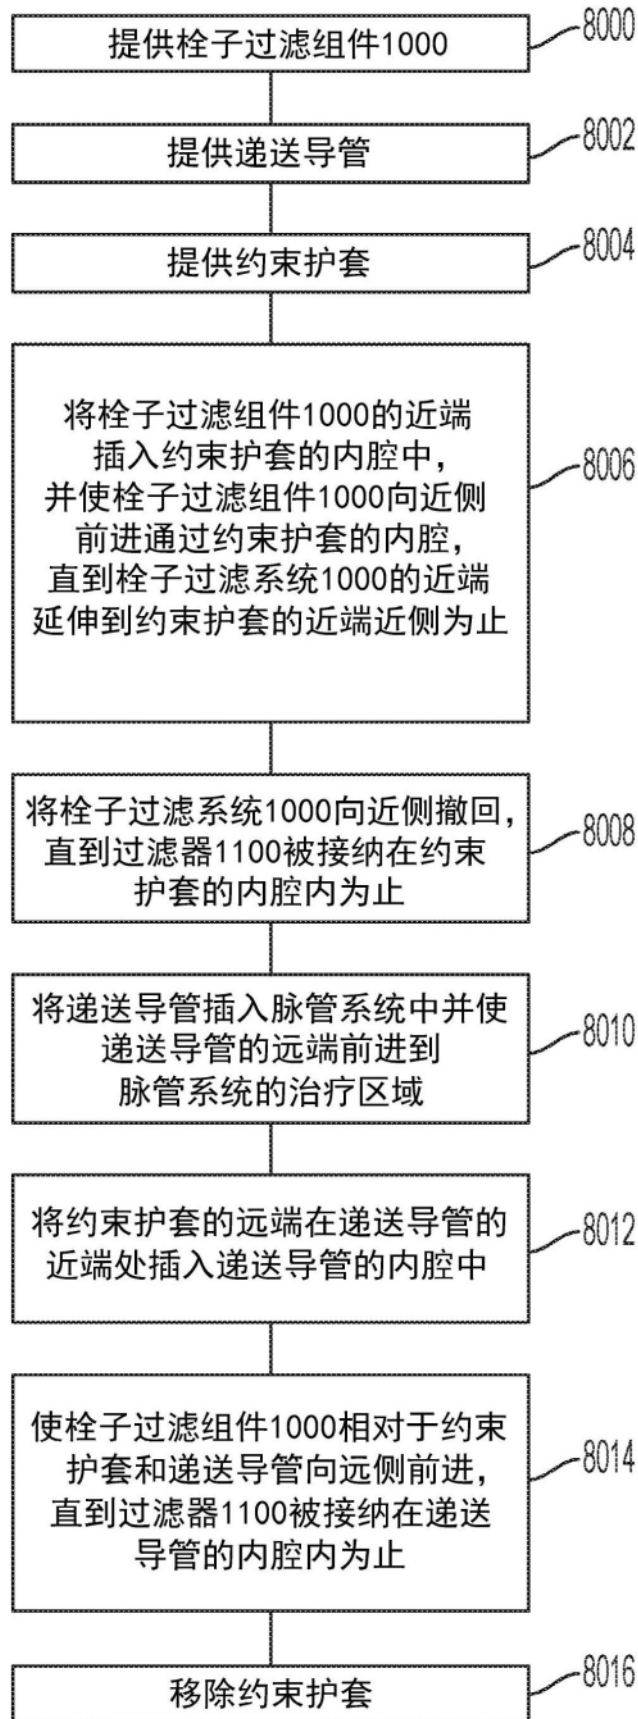 提供栓子过滤组件1000
8000
提供递送导管
8002
提供约束护套
8004
将栓子过滤组件1000的近端
插入约束护套的内腔中,
并使栓子过滤组件1000向近侧
前进通过约束护套的内腔,
直到栓子过滤系统1000的近端
延伸到约束护套的近端近侧为止
8006
将栓子过滤系统1000向近侧撤回,
直到过滤器1100被接纳在约束
护套的内腔内为止
8008
将递送导管插入脉管系统中并使
递送导管的远端前进到
脉管系统的治疗区域
8010
将约束护套的远端在递送导管的
近端处插入递送导管的内腔中
8012
使栓子过滤组件1000相对于约束
护套和递送导管向远侧前进,
直到过滤器1100被接纳在递送
导管的内腔内为止
8014
移除约束护套
8016